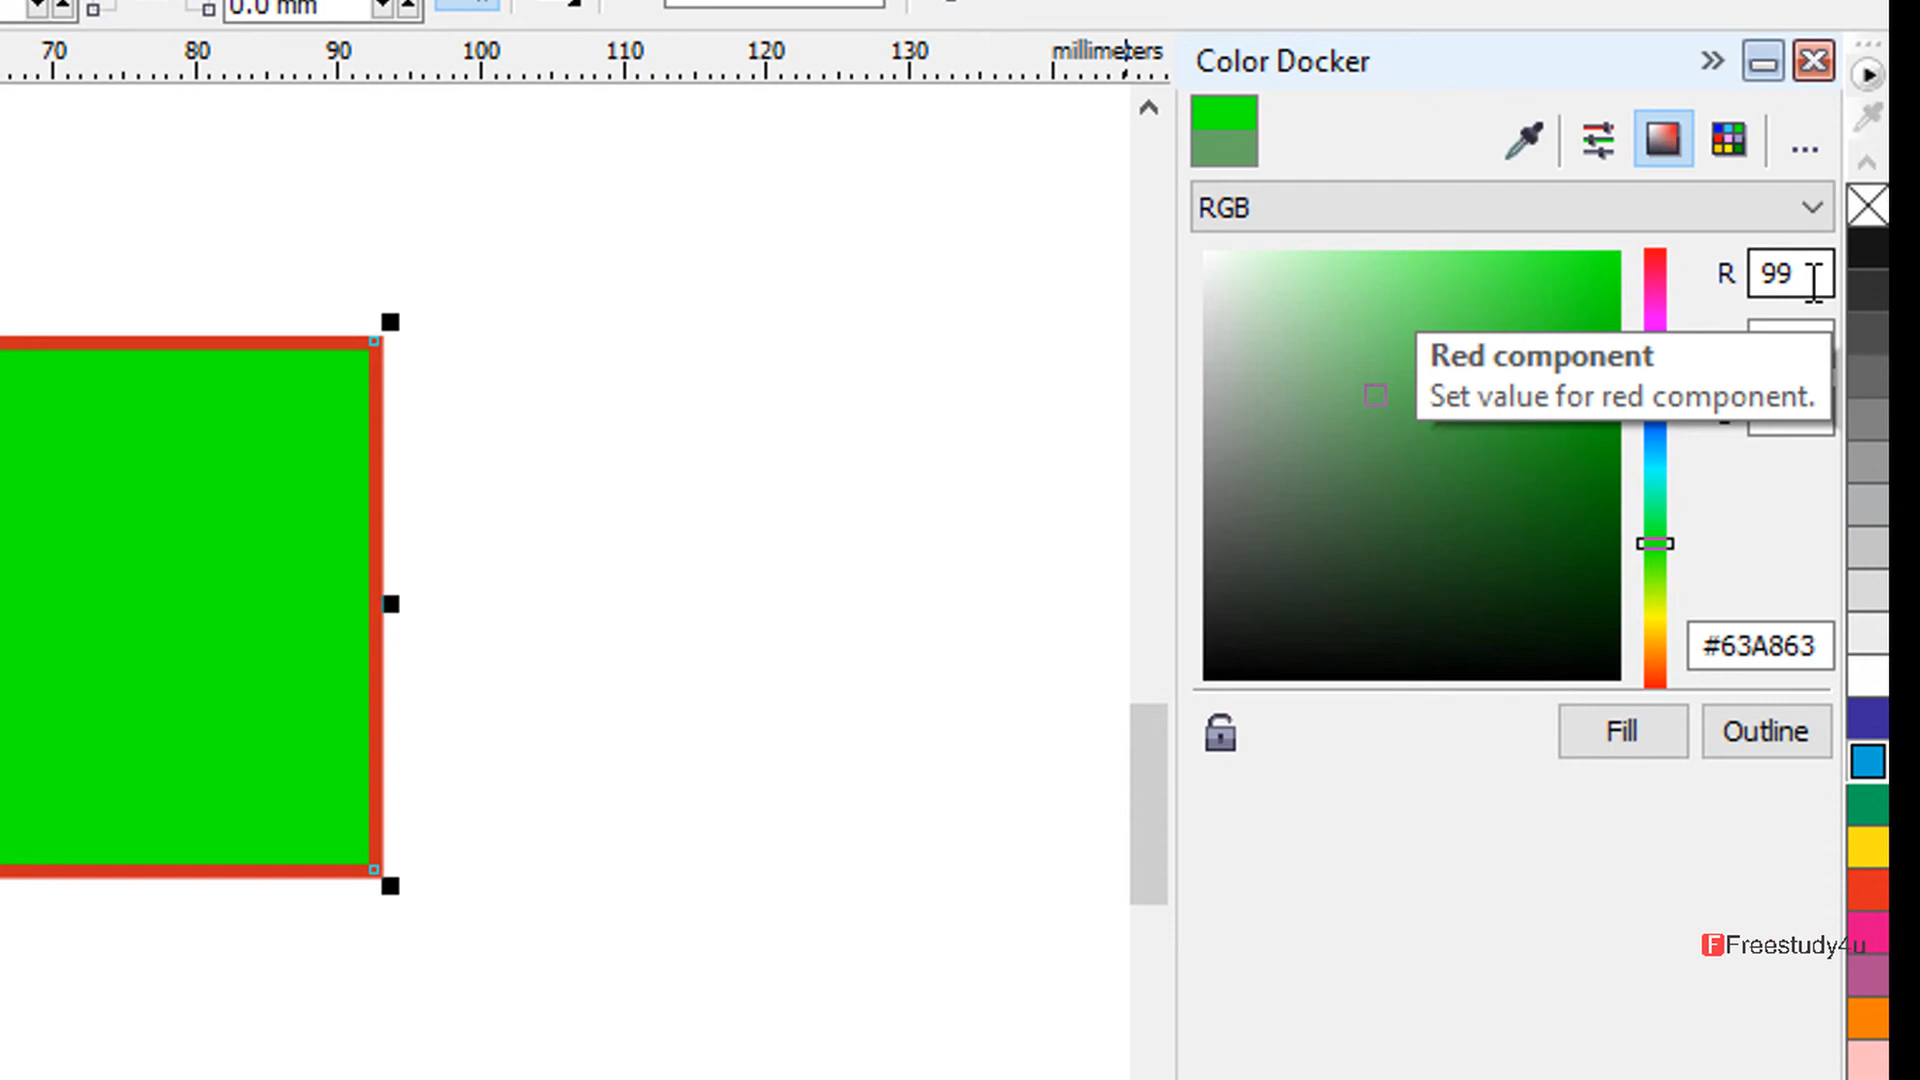 0.0 mm
70 80 90 100 110 120 130 millimeters
Color Docker
RGB
R 99
Red component
Set value for red component.
#63A863
Fill Outline
Freestudy4u